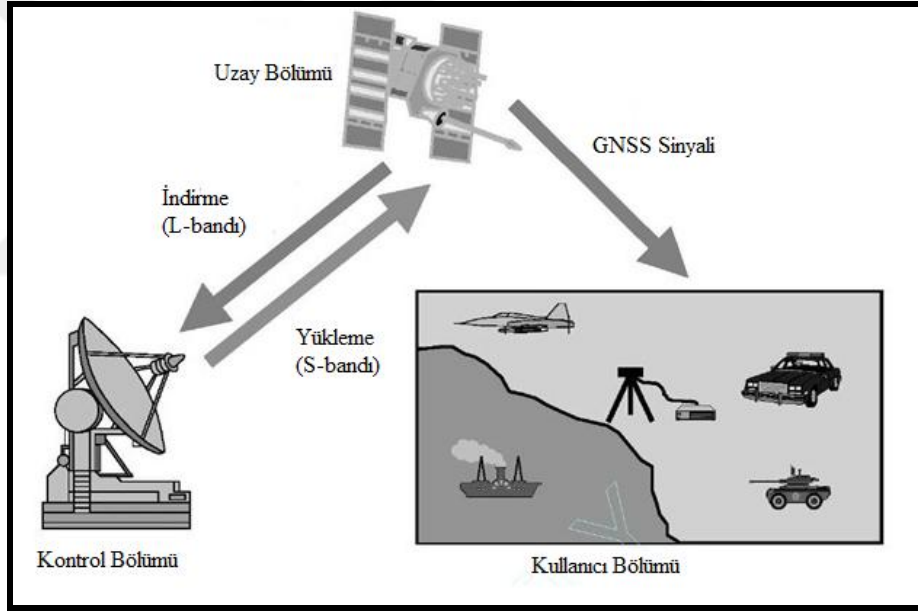 Uzay Bölümü
GNSS Sinyali
İndirme
(L-bandı)
Yükleme
(S-bandı)
Kontrol Bölümü
Kullanıcı Bölümü